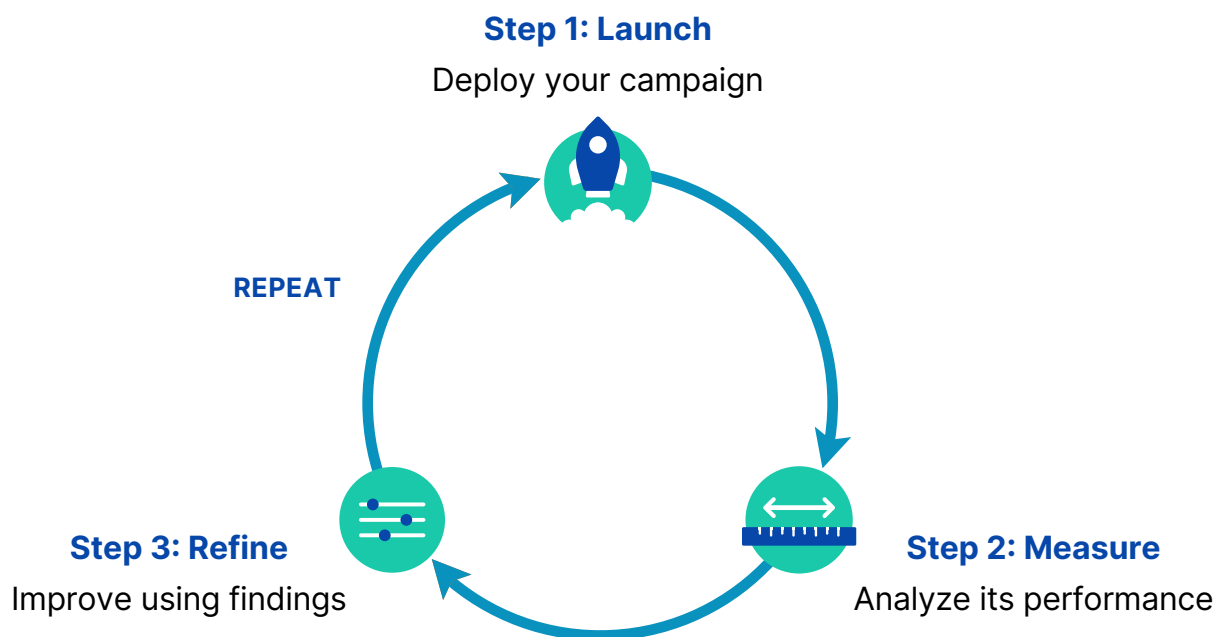 Step 1: Launch
Deploy your campaign
REPEAT
Step 3: Refine
Improve using findings
Step 2: Measure
Analyze its performance